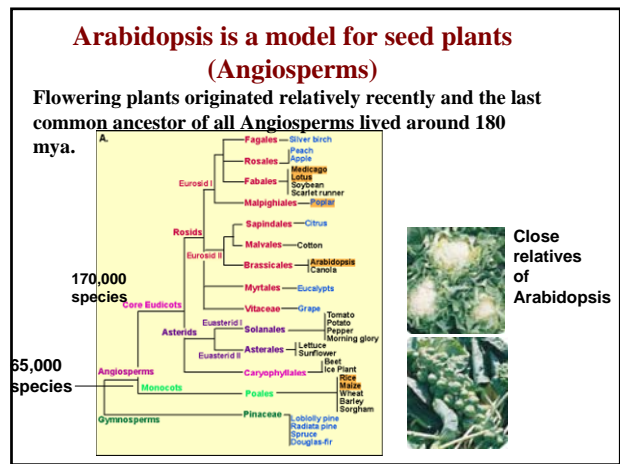 Arabidopsis is a model for seed plants
(Angiosperms)
Flowering plants originated relatively recently and the last
common ancestor of all Angiosperms lived around 180
mya.
A.
Fagales
Silver birch
Rosales
Peach
Apple
Eurosid I
Fabales
Medicago
Lotus
Soybean
Scarlet runner
Malpighiales
Poplar
Rosids
Sapindales
Citrus
Eurosid II
Malvales
Cotton
Brassicales
Arabidopsis
Canola
Myrtales
Eucalypts
Vitaceae
Grape
170,000
species
Core Eudicots
Asterids
Euasterid I
Solanales
Tomato
Potato
Pepper
Morning glory
Euasterid II
Asterales
Lettuce
Sunflower
Caryophyllales
Beet
Ice Plant
65,000
species
Angiosperms
Monocots
Poales
Rice
Maize
Wheat
Barley
Sorgham
Gymnosperms
Pinaceae
Loblolly pine
Radiata pine
Spruce
Douglas-fir
Close
relatives
of
Arabidopsis